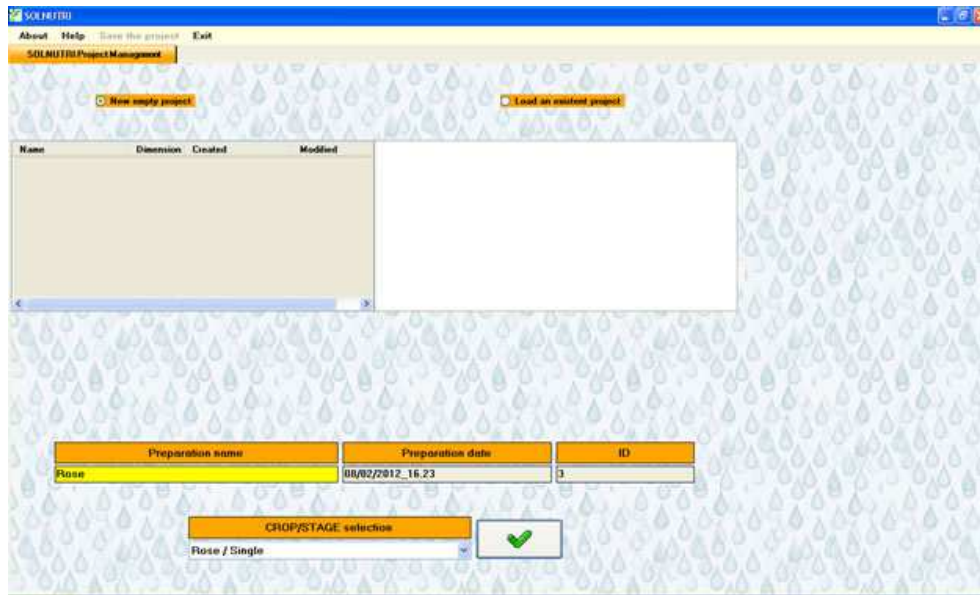 SOLNUTRI
About Help Save the project Exit
SOLNUTRI Project Management
New empty project Load an existent project
Name Dimension Created Modified
Preparation name Preparation date ID
Rose 08/02/2012_16.23 3
CROP/STAGE selection
Rose / Single